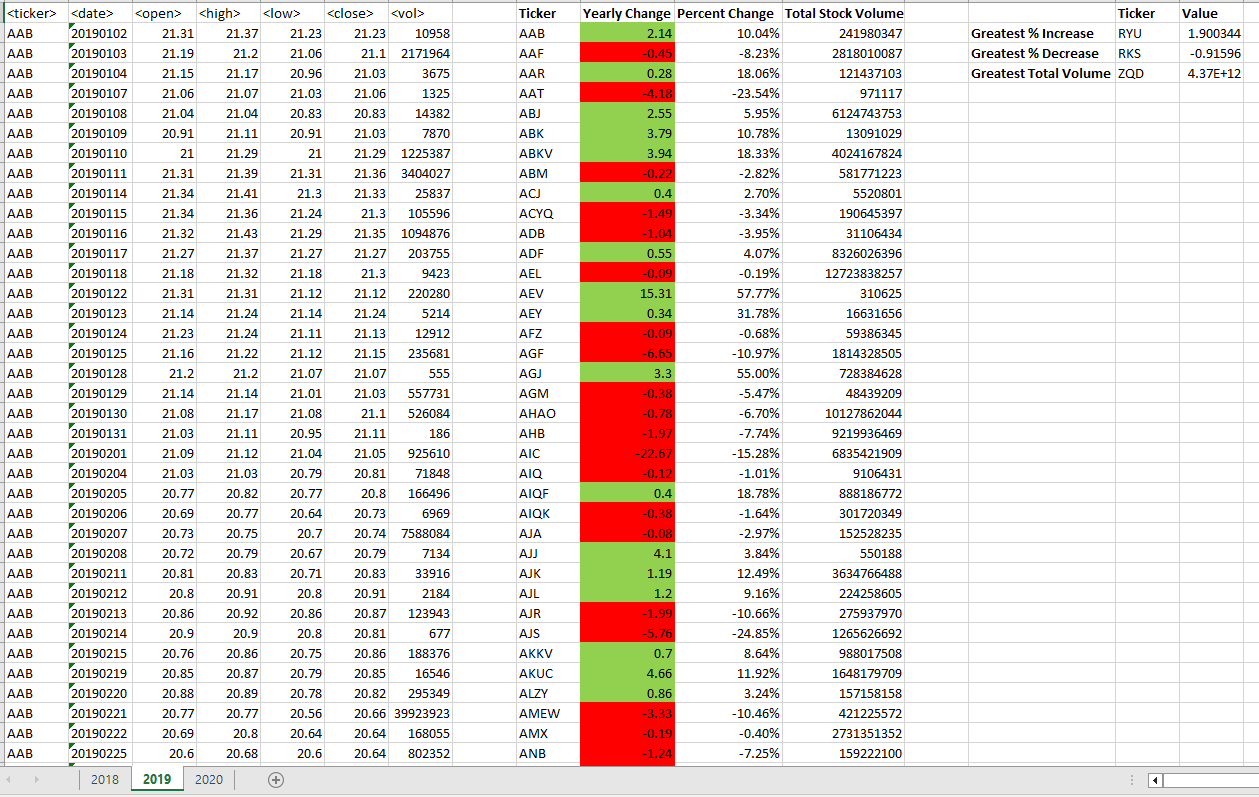 <ticker> <date> <open> <high> <low> <close> <vol> Ticker Yearly Change Percent Change Total Stock Volume Ticker Value
AAB 20190102 21.31 21.37 21.23 21.23 10958 AAB 2.14 10.04% 241980347 Greatest % Increase RYU 1.900344
AAB 20190103 21.19 21.2 21.06 21.1 2171964 AAF -0.45 -8.23% 2818010087 Greatest % Decrease RKS -0.91596
AAB 20190104 21.15 21.17 20.96 21.03 3675 AAR 0.28 18.06% 121437103 Greatest Total Volume ZQD 4.37E+12
AAB 20190107 21.06 21.07 21.03 21.06 1325 AAT -4.18 -23.54% 971117
AAB 20190108 21.04 21.04 20.83 20.83 14382 ABJ 2.55 5.95% 6124743753
AAB 20190109 20.91 21.11 20.91 21.03 7870 ABK 3.79 10.78% 13091029
AAB 20190110 21 21.29 21 21.29 1225387 ABKV 3.94 18.33% 4024167824
AAB 20190111 21.31 21.39 21.31 21.36 3404027 ABM -0.22 -2.82% 581771223
AAB 20190114 21.34 21.41 21.3 21.33 25837 ACJ 0.4 2.70% 5520801
AAB 20190115 21.34 21.36 21.24 21.3 105596 ACYQ -1.49 -3.34% 190645397
AAB 20190116 21.32 21.43 21.29 21.35 1094876 ADB -1.04 -3.95% 31106434
AAB 20190117 21.27 21.37 21.27 21.27 203755 ADF 0.55 4.07% 8326026396
AAB 20190118 21.18 21.32 21.18 21.3 9423 AEL -0.09 -0.19% 12723838257
AAB 20190122 21.31 21.31 21.12 21.12 220280 AEV 15.31 57.77% 310625
AAB 20190123 21.14 21.24 21.14 21.24 5214 AEY 0.34 31.78% 16631656
AAB 20190124 21.23 21.24 21.11 21.13 12912 AFZ -0.09 -0.68% 59386345
AAB 20190125 21.16 21.22 21.12 21.15 235681 AGF -6.65 -10.97% 1814328505
AAB 20190128 21.2 21.2 21.07 21.07 555 AGJ 3.3 55.00% 728384628
AAB 20190129 21.14 21.14 21.01 21.03 557731 AGM -0.38 -5.47% 48439209
AAB 20190130 21.08 21.17 21.08 21.1 526084 AHAO -0.78 -6.70% 10127862044
AAB 20190131 21.03 21.11 20.95 21.11 186 AHB -1.97 -7.74% 9219936469
AAB 20190201 21.09 21.12 21.04 21.05 925610 AIC -22.67 -15.28% 6835421909
AAB 20190204 21.03 21.03 20.79 20.81 71848 AIQ -0.12 -1.01% 9106431
AAB 20190205 20.77 20.82 20.77 20.8 166496 AIQF 0.4 18.78% 888186772
AAB 20190206 20.69 20.77 20.64 20.73 6969 AIQK -0.38 -1.64% 301720349
AAB 20190207 20.73 20.75 20.7 20.74 7588084 AJA -0.08 -2.97% 152528235
AAB 20190208 20.72 20.79 20.67 20.79 7134 AJJ 4.1 3.84% 550188
AAB 20190211 20.81 20.83 20.71 20.83 33916 AJK 1.19 12.49% 3634766488
AAB 20190212 20.8 20.91 20.8 20.91 2184 AJL 1.2 9.16% 224258605
AAB 20190213 20.86 20.92 20.86 20.87 123943 AJR -1.99 -10.66% 275937970
AAB 20190214 20.9 20.9 20.8 20.81 677 AJS -5.76 -24.85% 1265626692
AAB 20190215 20.76 20.86 20.75 20.86 188376 AKKV 0.7 8.64% 988017508
AAB 20190219 20.85 20.87 20.79 20.85 16546 AKUC 4.66 11.92% 1648179709
AAB 20190220 20.88 20.89 20.78 20.82 295349 ALZY 0.86 3.24% 157158158
AAB 20190221 20.77 20.77 20.56 20.66 39923923 AMEW -3.33 -10.46% 421225572
AAB 20190222 20.69 20.8 20.64 20.64 168055 AMX -0.19 -0.40% 2731351352
AAB 20190225 20.6 20.68 20.6 20.64 802352 ANB -1.24 -7.25% 159222100
2018 2019 2020